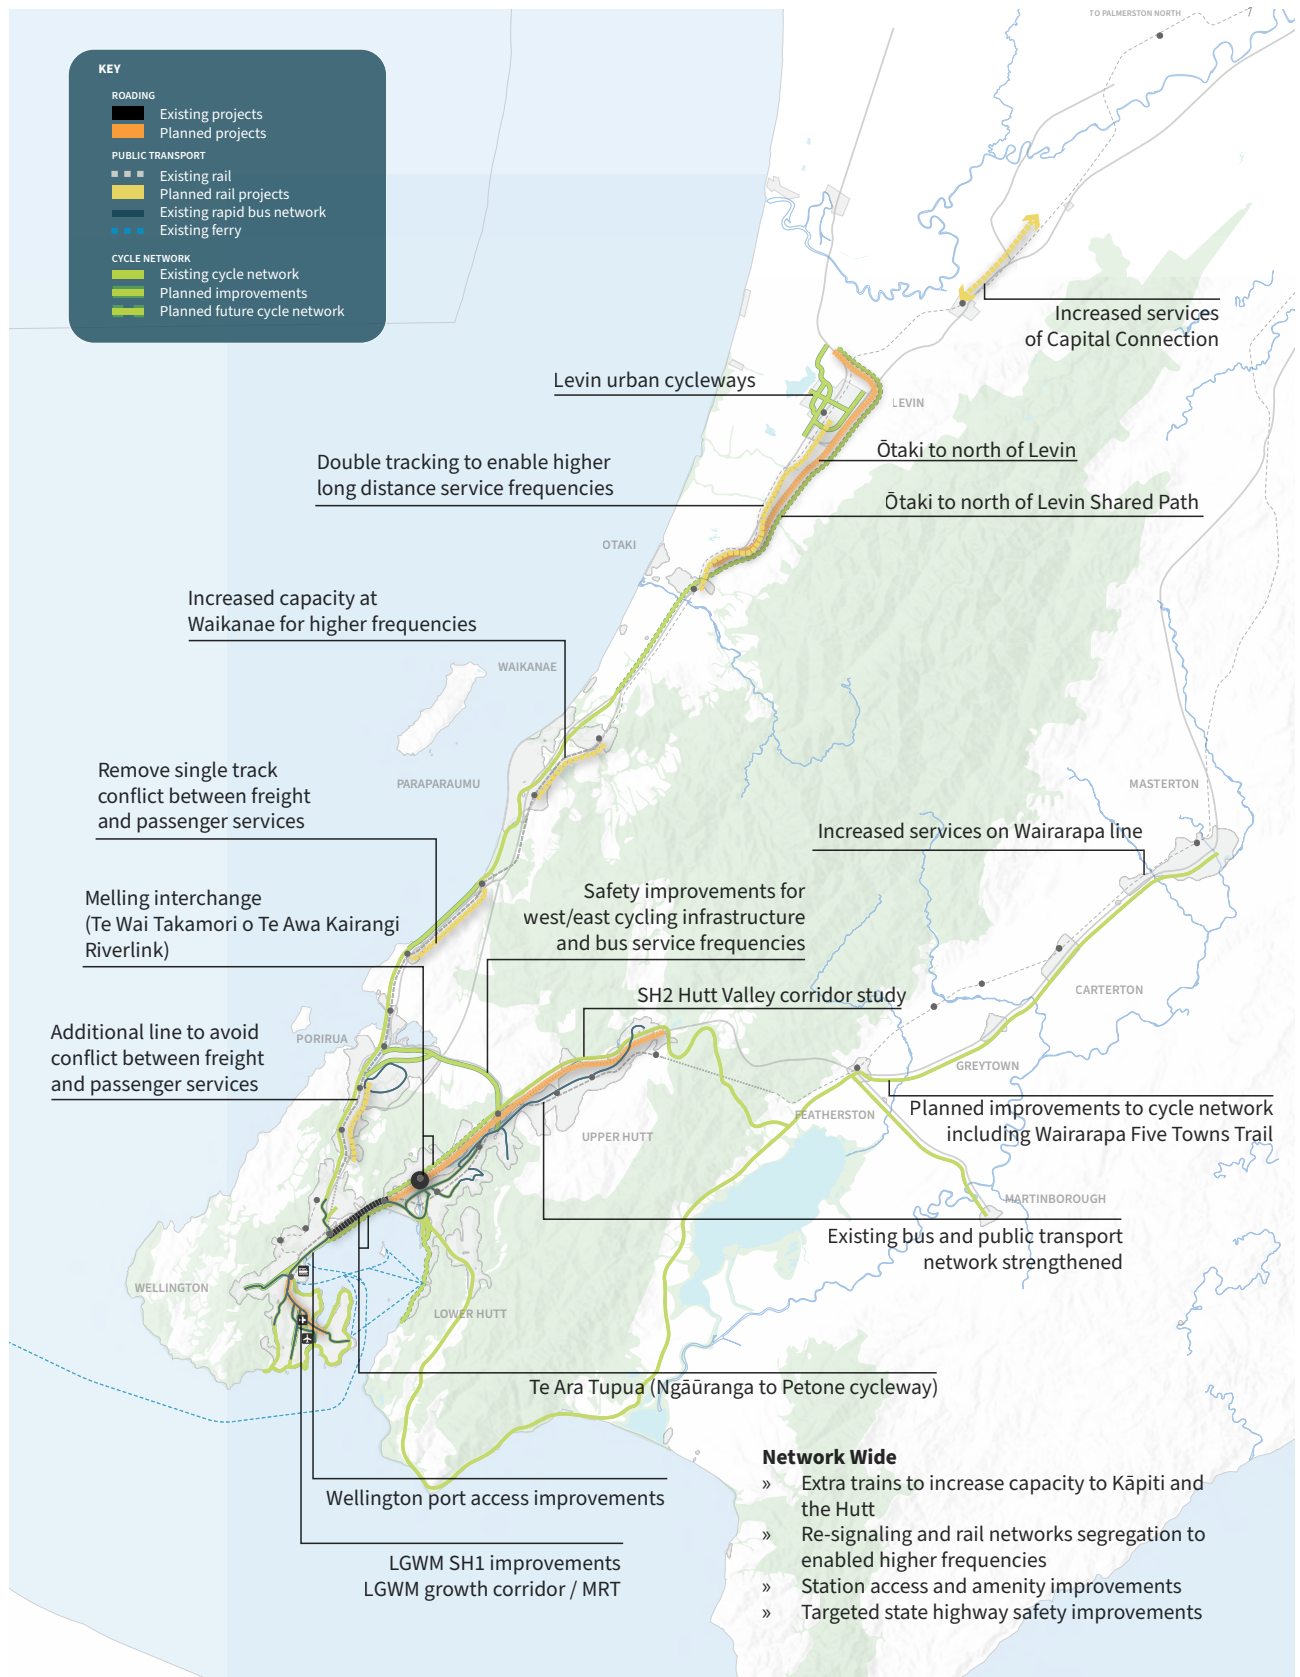 TO PALMERSTON NORTH
KEY
ROADING
Existing projects
Planned projects
PUBLIC TRANSPORT
Existing rail
Planned rail projects
Existing rapid bus network
Existing ferry
CYCLE NETWORK
Existing cycle network
Planned improvements
Planned future cycle network
Increased services
of Capital Connection
Levin urban cycleways
LEVIN
Ōtaki to north of Levin
Double tracking to enable higher
long distance service frequencies
Ōtaki to north of Levin Shared Path
OTAKI
Increased capacity at
Waikanae for higher frequencies
WAIKANAE
Remove single track
conflict between freight
and passenger services
PARAPARAUMU
MASTERTON
Increased services on Wairarapa line
Melling interchange
(Te Wai Takamori o Te Awa Kairangi
Riverlink)
Safety improvements for
west/east cycling infrastructure
and bus service frequencies
SH2 Hutt Valley corridor study
CARTERTON
Additional line to avoid
conflict between freight
and passenger services
PORIRUA
GREYTOWN
Planned improvements to cycle network
including Wairarapa Five Towns Trail
FEATHERSTON
UPPER HUTT
MARTINBOROUGH
Existing bus and public transport
network strengthened
WELLINGTON
LOWER HUTT
Te Ara Tupua (Ngāūranga to Petone cycleway)
Wellington port access improvements
LGWM SH1 improvements
LGWM growth corridor / MRT
Network Wide
» Extra trains to increase capacity to Kāpiti and
the Hutt
» Re-signaling and rail networks segregation to
enabled higher frequencies
» Station access and amenity improvements
» Targeted state highway safety improvements